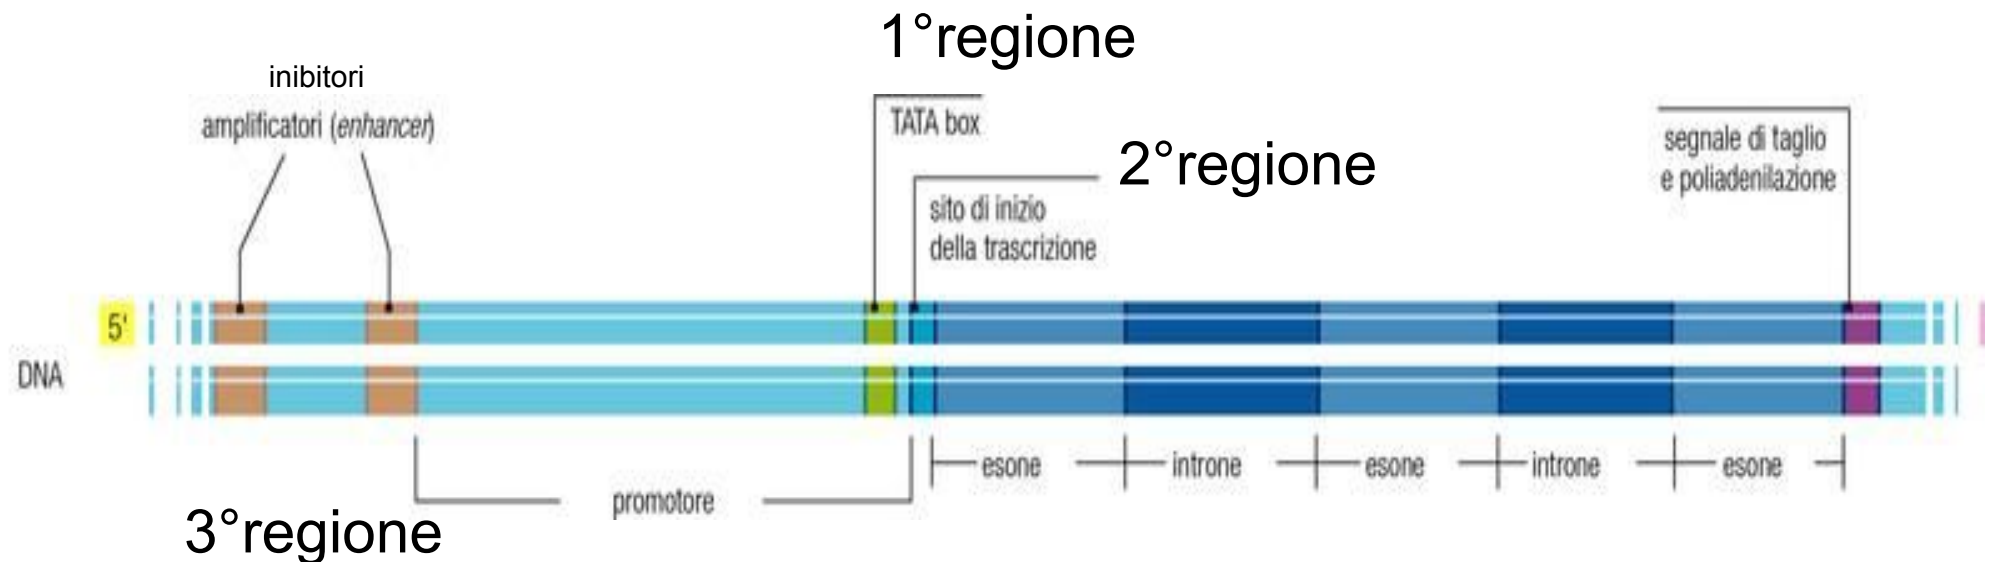 1°regione
inibitori
amplificatori (enhancer)
TATA box
2°regione
segnale di taglio
e poliadenilazione
sito di inizio
della trascrizione
5'
DNA
esone
introne
esone
introne
esone
promotore
3°regione